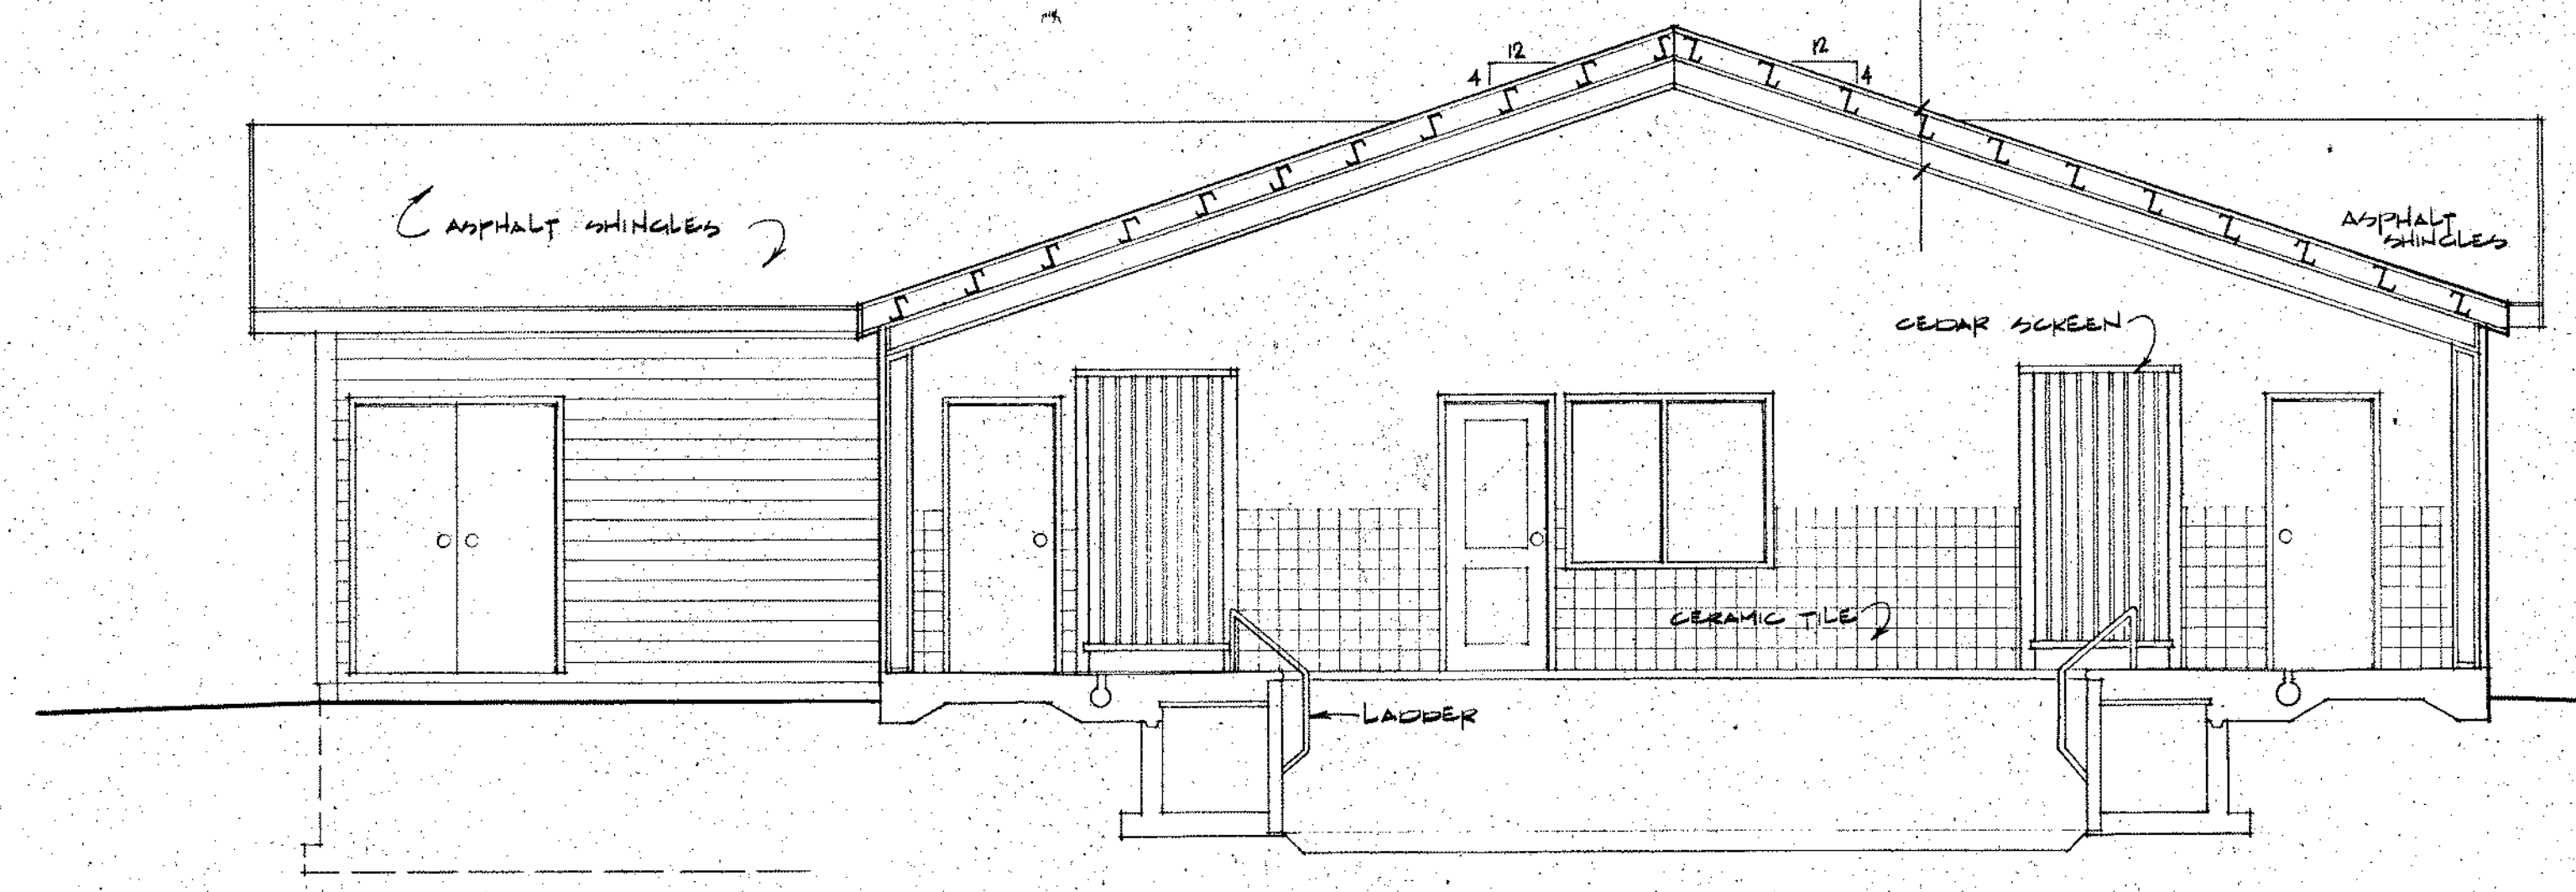 12
4
12
4
ASPHALT SHINGLES
ASPHALT
SHINGLES
CEDAR SCREEN
CERAMIC TILE
LADDER